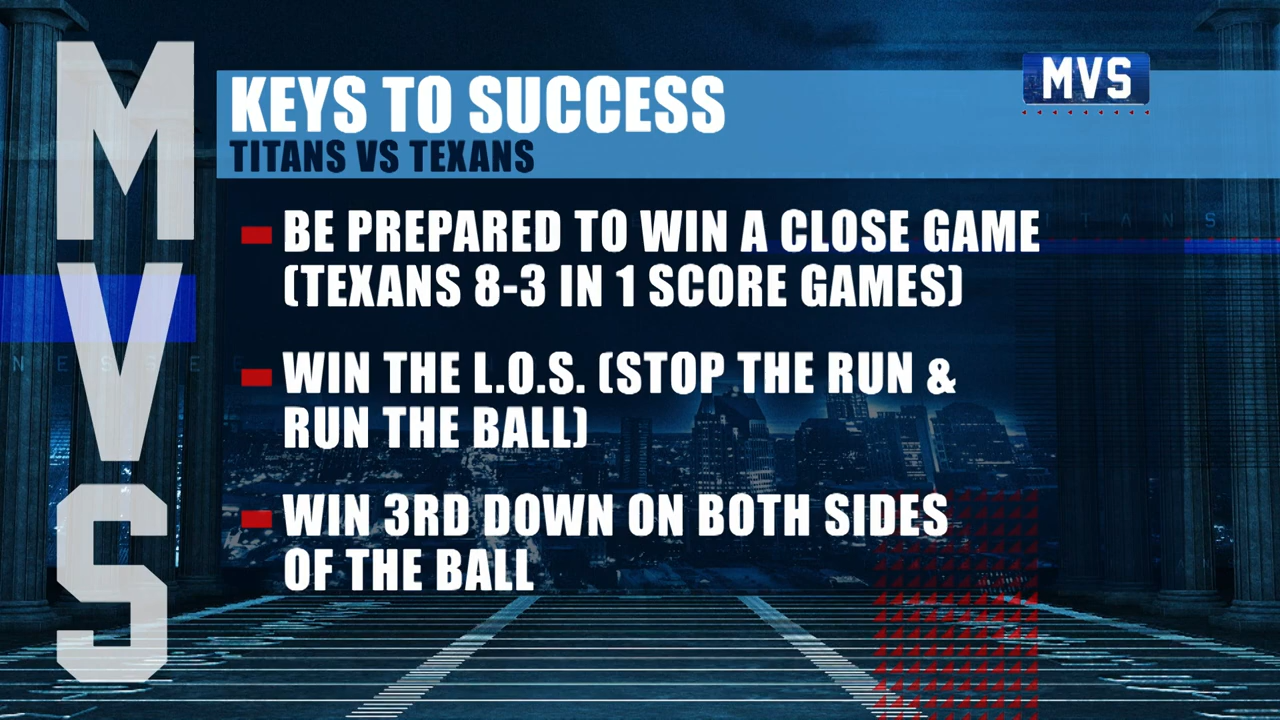 MVS
KEYS TO SUCCESS
MVS
TITANS VS TEXANS
BE PREPARED TO WIN A CLOSE GAME
(TEXANS 8-3 IN 1 SCORE GAMES)
WIN THE L.O.S. (STOP THE RUN &
RUN THE BALL)
WIN 3RD DOWN ON BOTH SIDES
OF THE BALL